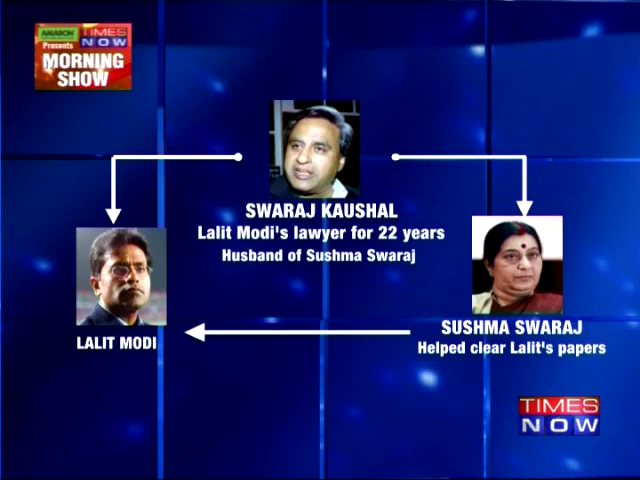 AMARON
Presents
TIMES
NOW
MORNING
SHOW
SWARAJ KAUSHAL
Lalit Modi's lawyer for 22 years
Husband of Sushma Swaraj
LALIT MODI
SUSHMA SWARAJ
Helped clear Lalit's papers
TIMES
NOW